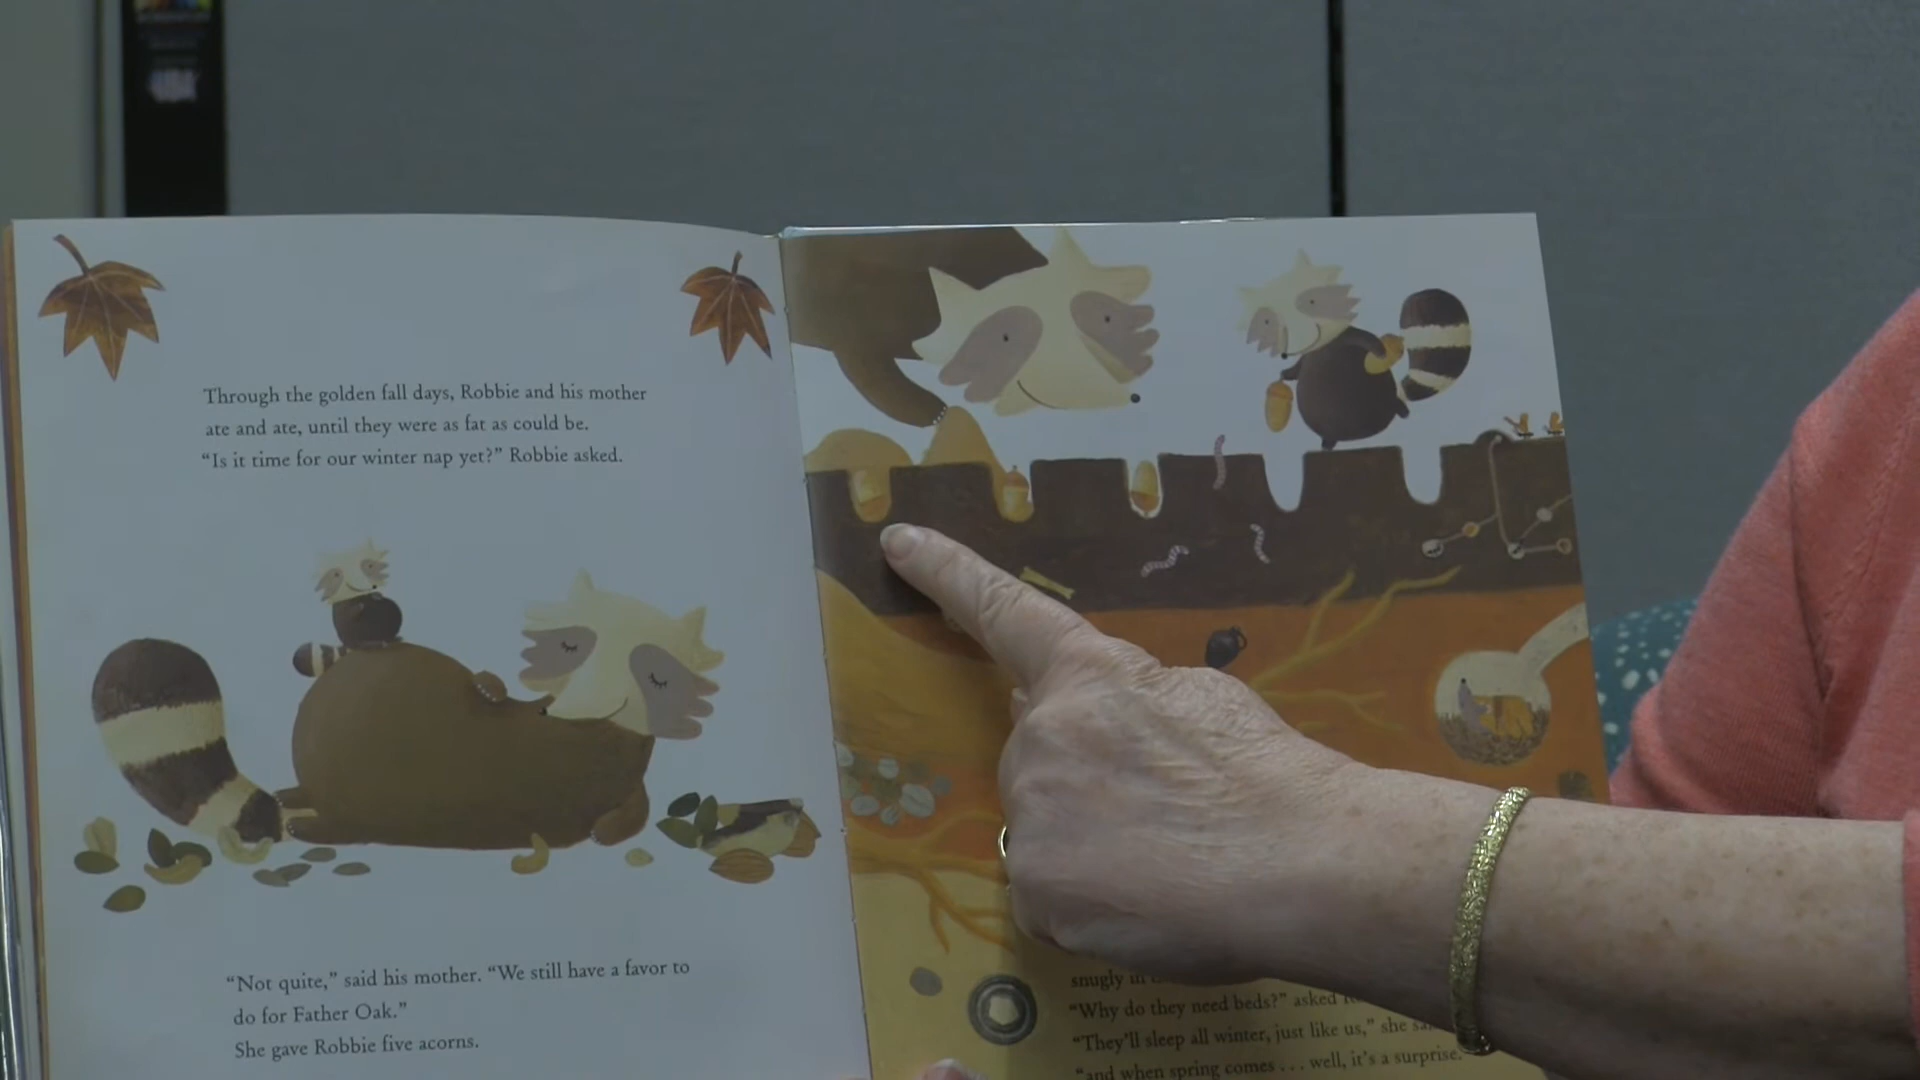 Through the golden fall days, Robbie and his mother
ate and ate, until they were as fat as could be.
“Is it time for our winter nap yet?” Robbie asked.
“Not quite,” said his mother. “We still have a favor to
do for Father Oak.”
She gave Robbie five acorns.
snugly in
“Why do they need beds?” asked
“They’ll sleep all winter, just like us,” she
“and when spring comes . . . well, it’s a surprise.